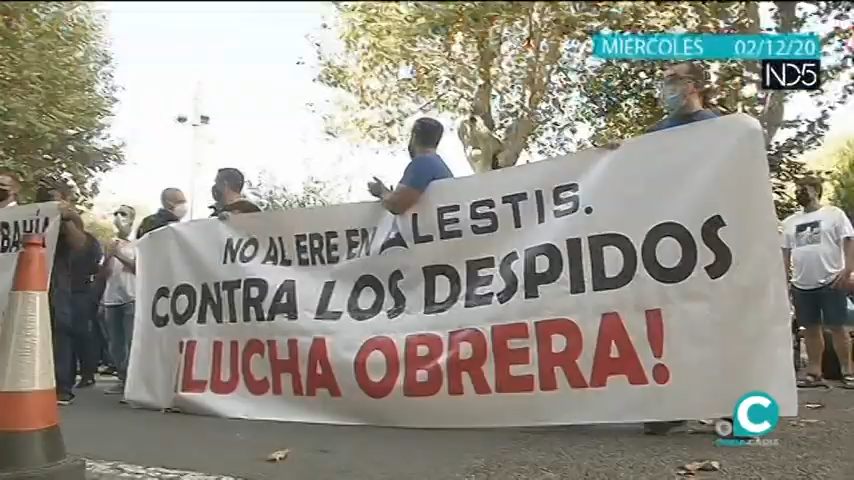 MIÉRCOLES 02/12/20
ND5
BAHÍA
NO AL ERE EN ALESTIS.
CONTRA LOS DESPIDOS
¡LUCHA OBRERA!
C